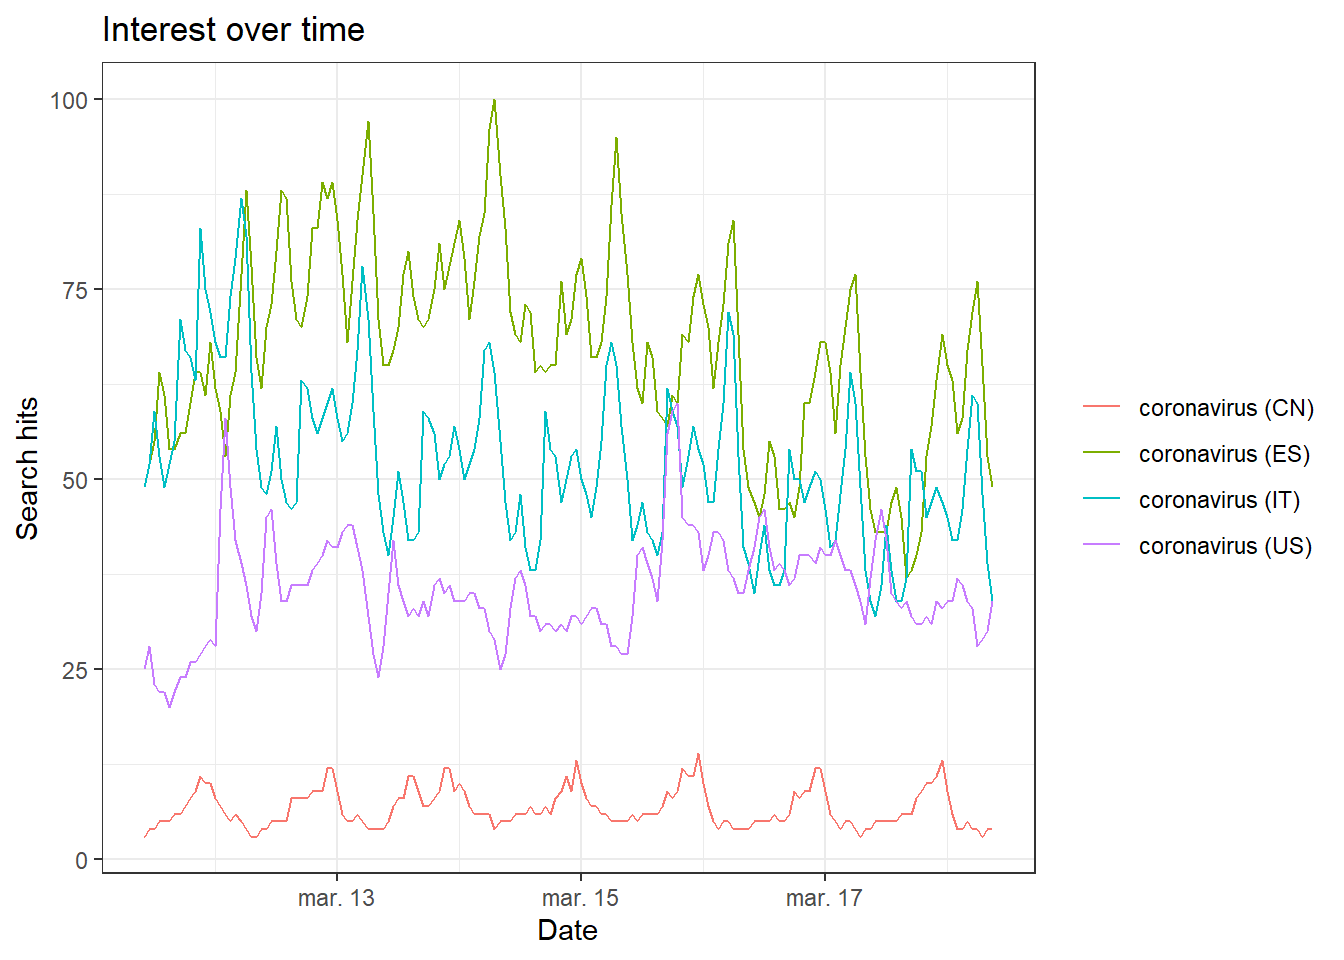 Interest over time
Search hits
100
75
50
25
0
mar. 13
mar. 15
mar. 17
Date
coronavirus (CN)
coronavirus (ES)
coronavirus (IT)
coronavirus (US)